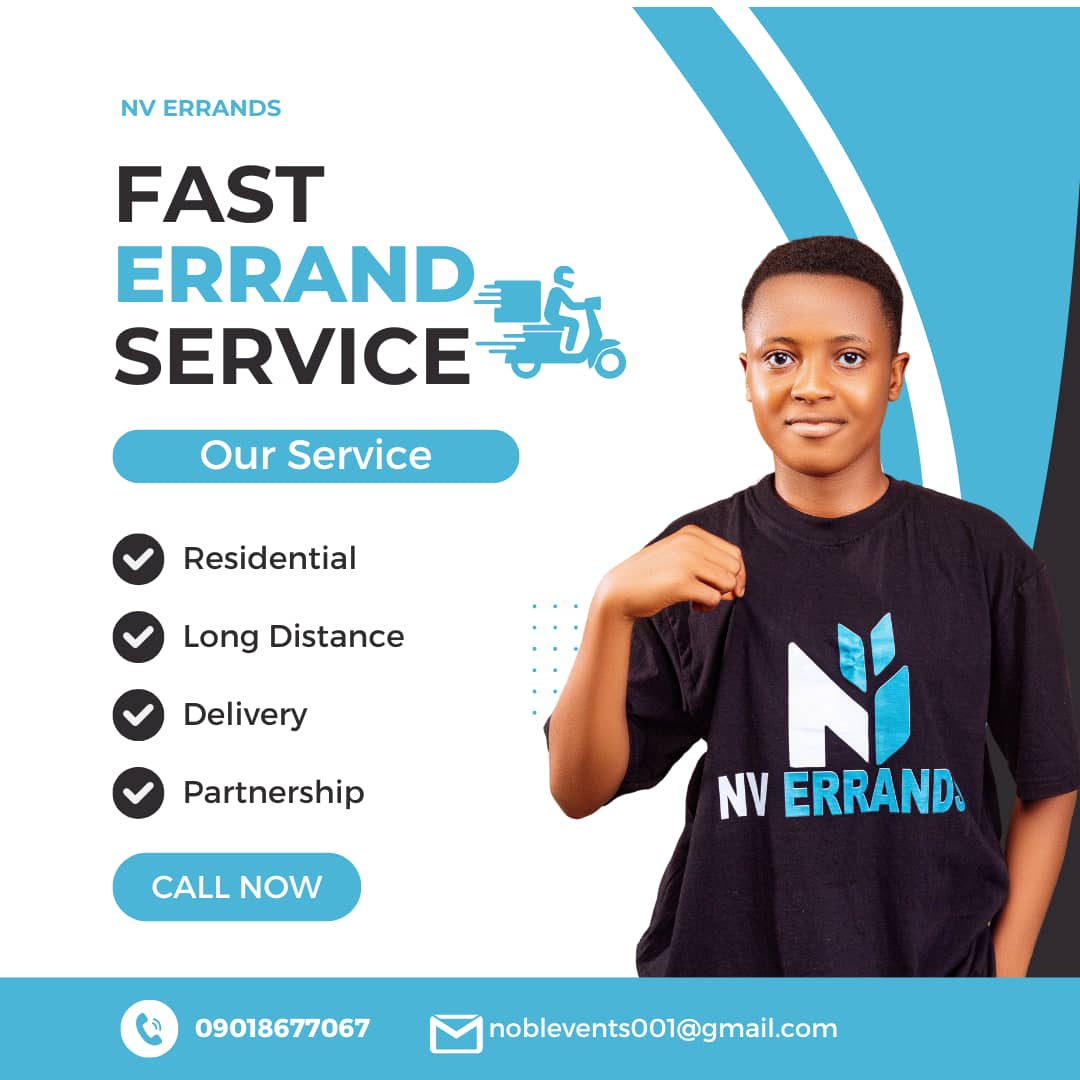 NV ERRANDS
FAST
ERRAND
SERVICE
Our Service
Residential
Long Distance
Delivery
Partnership
CALL NOW
NV ERRANDS
09018677067
noblevents001@gmail.com